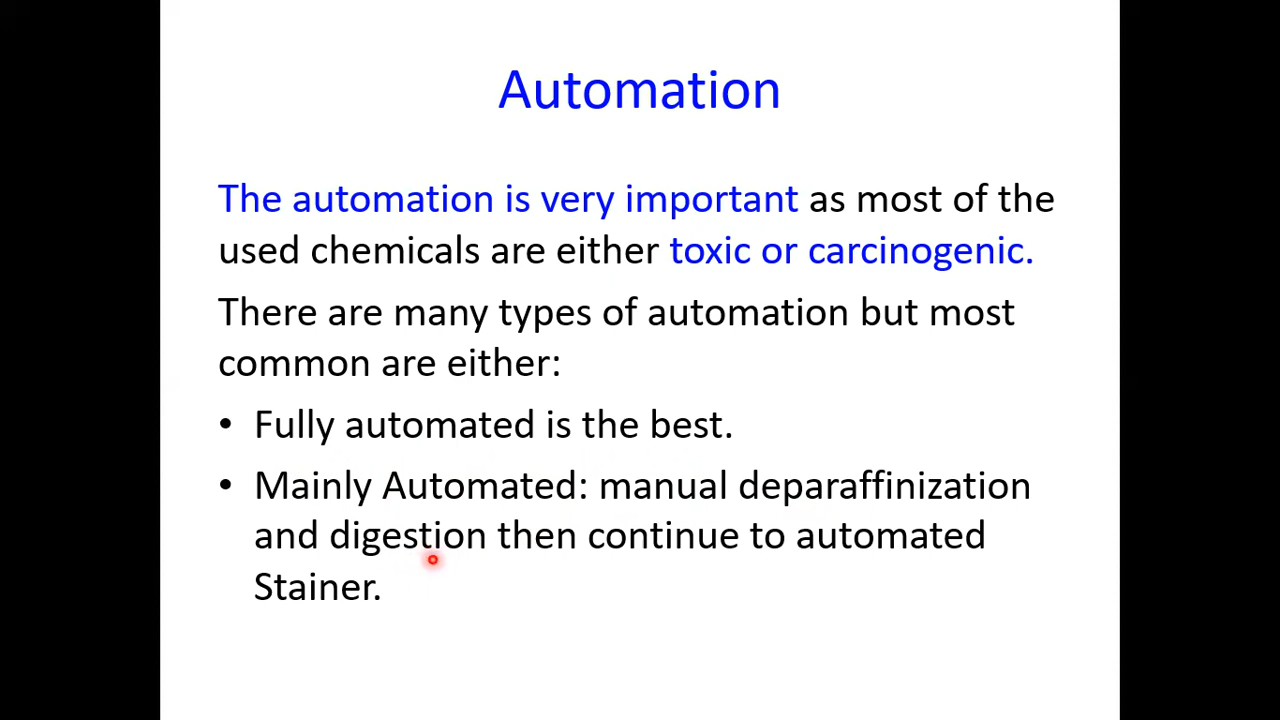 Automation
The automation is very important as most of the
used chemicals are either toxic or carcinogenic.
There are many types of automation but most
common are either:
• Fully automated is the best.
• Mainly Automated: manual deparaffinization
and digestion then continue to automated
Stainer.